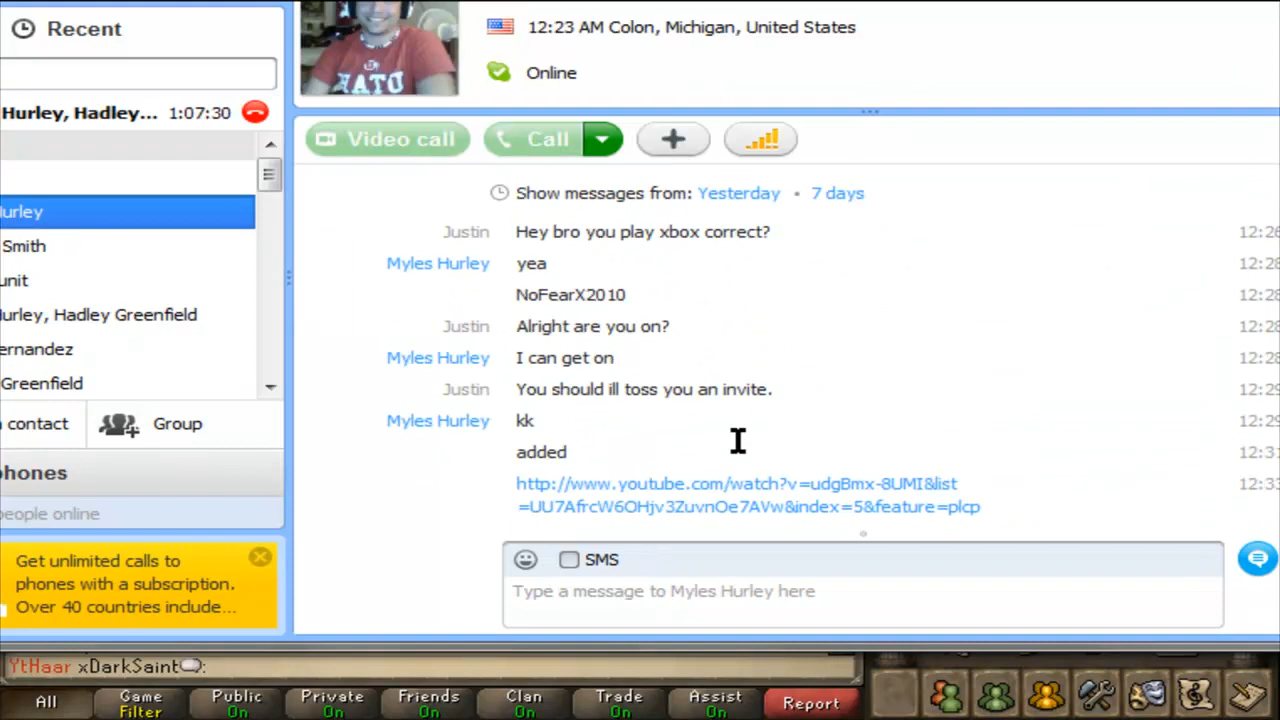 Recent
12:23 AM Colon, Michigan, United States
Online
Hurley, Hadley... 1:07:30
Video call
Call
Show messages from: Yesterday • 7 days
Hurley
Smith
unit
Hurley, Hadley Greenfield
ernandez
Greenfield
contact
Group
phones
people online
Get unlimited calls to
phones with a subscription.
Over 40 countries include...
Justin Hey bro you play xbox correct? 12:26
Myles Hurley yea 12:28
NoFearX2010 12:28
Justin Alright are you on? 12:28
Myles Hurley I can get on 12:28
Justin You should ill toss you an invite. 12:29
Myles Hurley kk 12:29
added 12:31
http://www.youtube.com/watch?v=udgBmx-8UMI&list 12:33
=UU7AfrcW6OHjv3ZuvnOe7AVw&index=5&feature=plcp
SMS
Type a message to Myles Hurley here
YtHaar xDarkSaint:
All
Game
Filter
Public
On
Private
On
Friends
On
Clan
On
Trade
On
Assist
On
Report